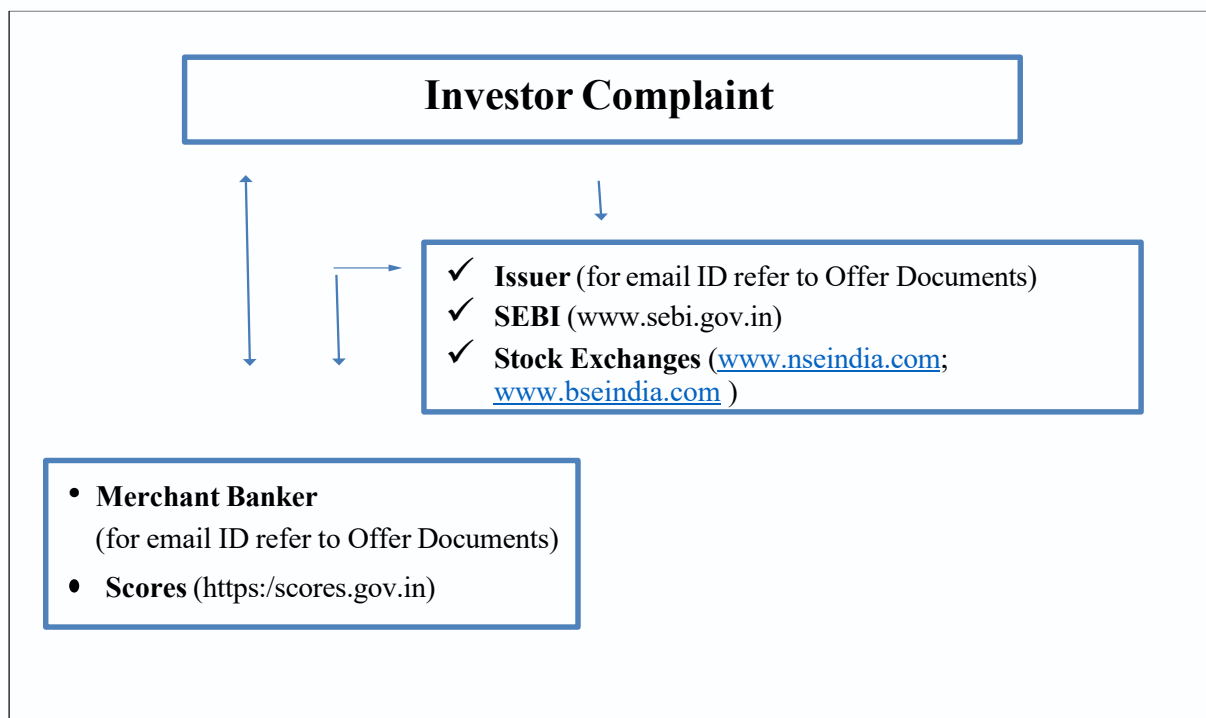 Investor Complaint
✓ Issuer (for email ID refer to Offer Documents)
✓ SEBI (www.sebi.gov.in)
✓ Stock Exchanges (www.nseindia.com;
www.bseindia.com )
• Merchant Banker
(for email ID refer to Offer Documents)
• Scores (https:/scores.gov.in)